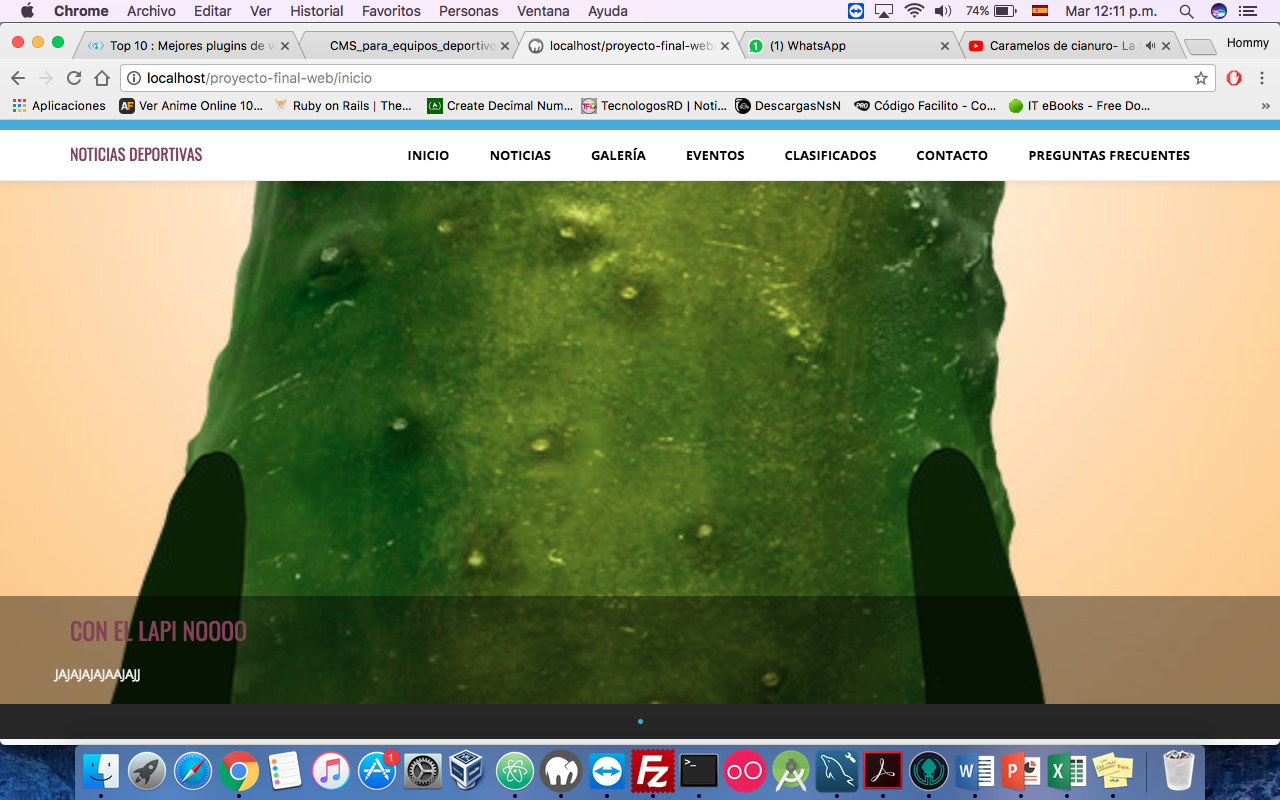 Chrome Archivo Editar Ver Historial Favoritos Personas Ventana Ayuda 74% Mar 12:11 p.m.
Top 10 : Mejores plugins de v CMS_para_equipos_deportivo localhost/proyecto-final-web (1) WhatsApp Caramelos de cianuro- La Hommy
localhost/proyecto-final-web/inicio
Aplicaciones Ver Anime Online 10... Ruby on Rails | The... Create Decimal Num... TecnologosRD | Noti... DescargasNsN Código Facilito - Co... IT eBooks - Free Do... »
NOTICIAS DEPORTIVAS INICIO NOTICIAS GALERÍA EVENTOS CLASIFICADOS CONTACTO PREGUNTAS FRECUENTES
CON EL LAPI NOOOO
JAJAJAJAJAAJAJJ